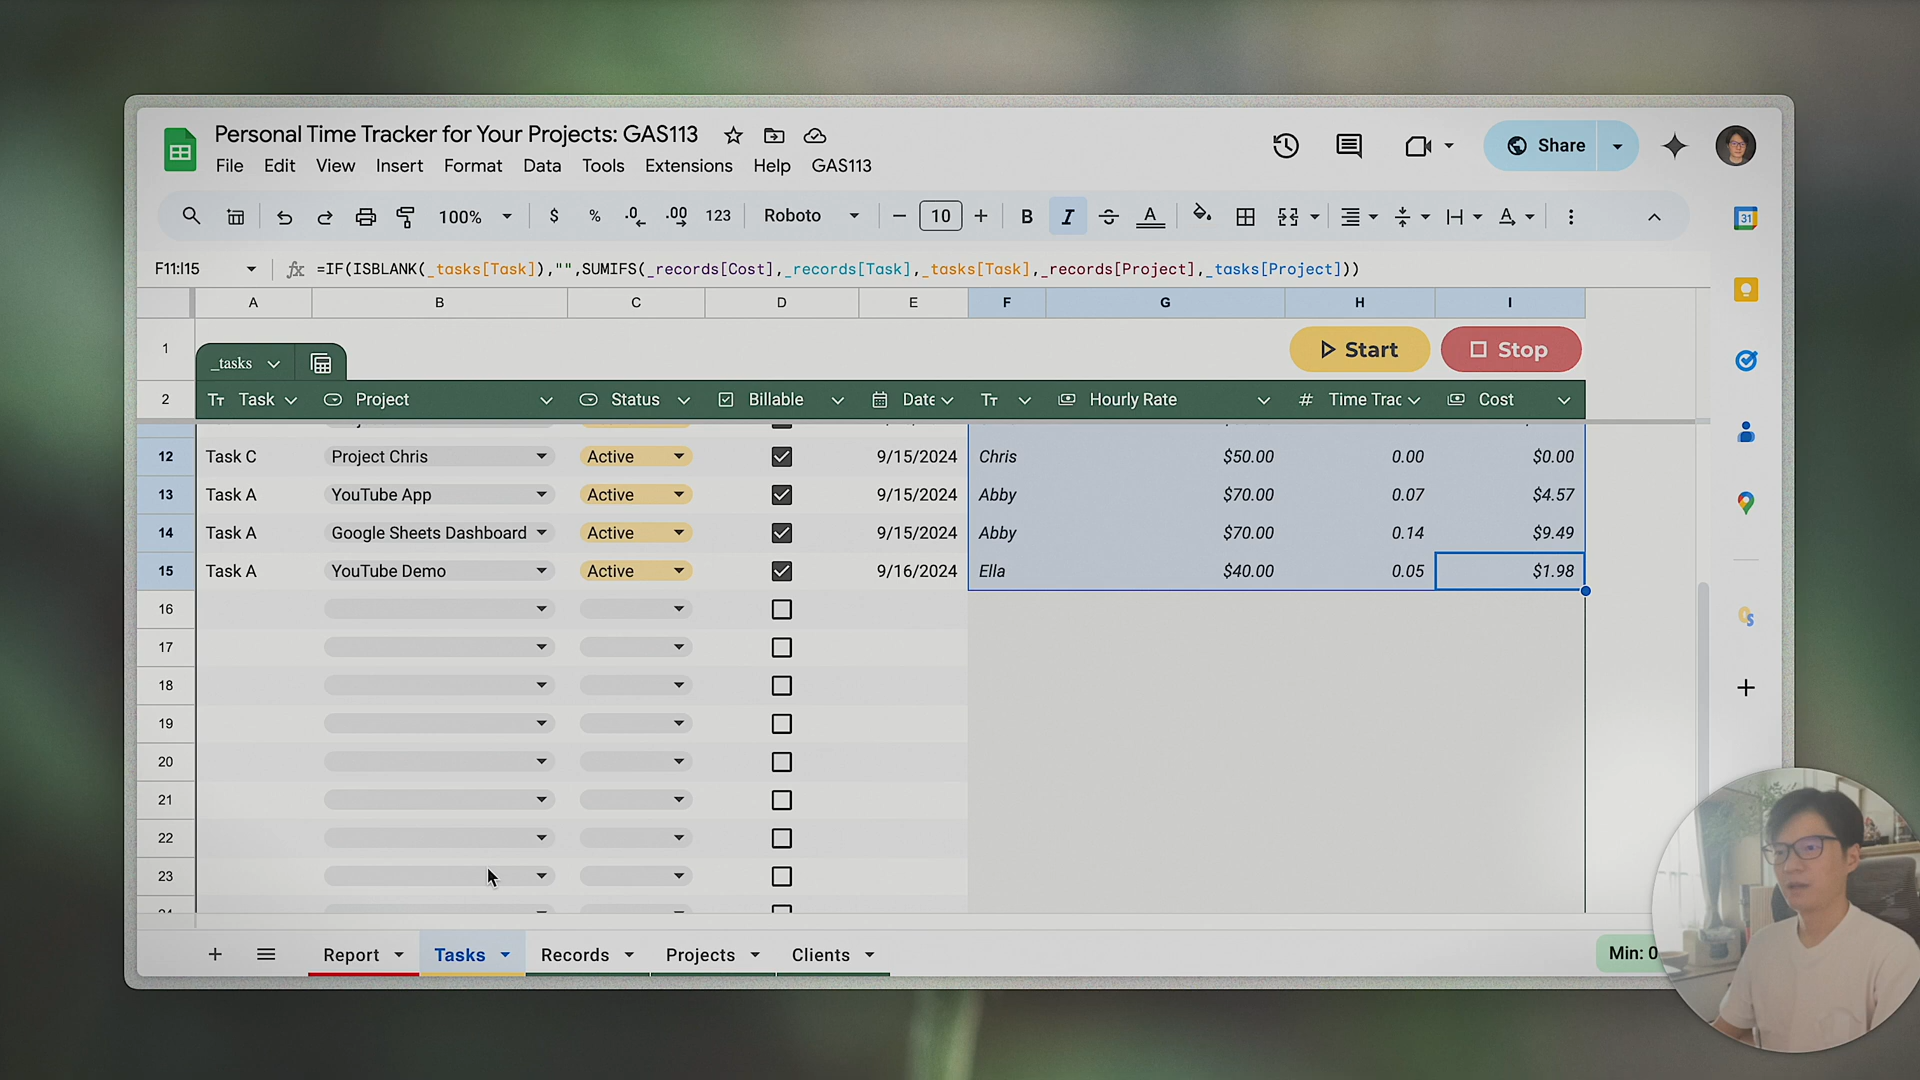 Personal Time Tracker for Your Projects: GAS113
File Edit View Insert Format Data Tools Extensions Help GAS113
Share
100% $ % .0 .00 123 Roboto 10 B I A
31
F11:I15 fx =IF(ISBLANK(_tasks[Task]),"",SUMIFS(_records[Cost],_records[Task],_tasks[Task],_records[Project],_tasks[Project]))
A B C D E F G H I
1 _tasks Start Stop
2 Tт Task Project Status Billable Date Tт Hourly Rate # Time Trac Cost
12 Task C Project Chris Active 9/15/2024 Chris $50.00 0.00 $0.00
13 Task A YouTube App Active 9/15/2024 Abby $70.00 0.07 $4.57
14 Task A Google Sheets Dashboard Active 9/15/2024 Abby $70.00 0.14 $9.49
15 Task A YouTube Demo Active 9/16/2024 Ella $40.00 0.05 $1.98
16
17
18
19
20
21
22
23
Report Tasks Records Projects Clients Min: 0